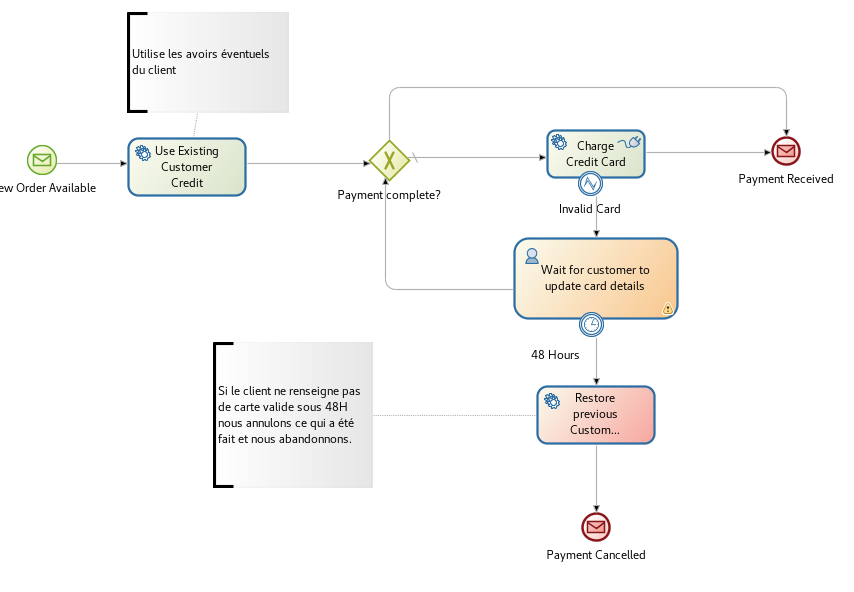 Utilise les avoirs éventuels
du client
ew Order Available
Use Existing
Customer
Credit
Payment complete?
Charge
Credit Card
Invalid Card
Payment Received
Wait for customer to
update card details
48 Hours
Si le client ne renseigne pas
de carte valide sous 48H
nous annulons ce qui a été
fait et nous abandonnons.
Restore
previous
Custom...
Payment Cancelled